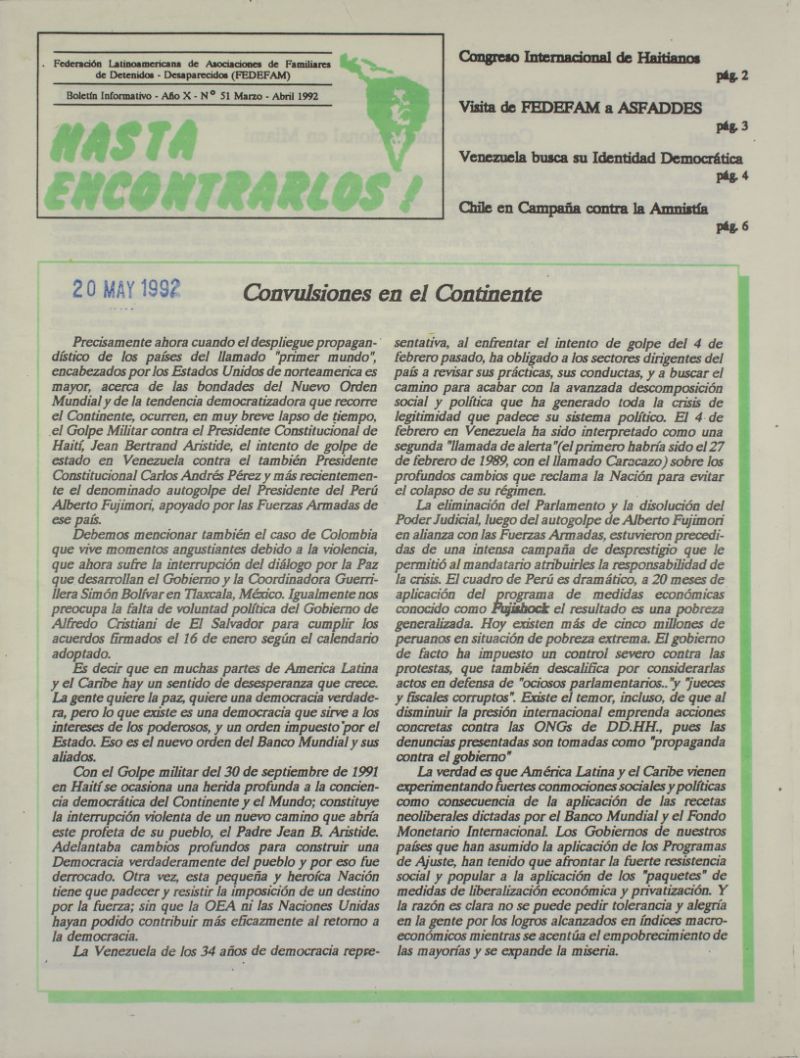 Federación Latinoamericana de Asociaciones de Familiares
de Detenidos - Desaparecidos (FEDEFAM)
Boletín Informativo - Año X - Nº 51 Marzo - Abril 1992
HASTA
ENCONTRARLOS!
Congreso Internacional de Haitianos
pág. 2
Visita de FEDEFAM a ASFADDES
pág. 3
Venezuela busca su Identidad Democrática
pág. 4
Chile en Campaña contra la Amnistía
pág. 6
20 MAY 1992
Convulsiones en el Continente
Precisamente ahora cuando el despliegue propagan-
dístico de los países del llamado "primer mundo",
encabezados por los Estados Unidos de norteamerica es
mayor, acerca de las bondades del Nuevo Orden
Mundial y de la tendencia democratizadora que recorre
el Continente, ocurren, en muy breve lapso de tiempo,
el Golpe Militar contra el Presidente Constitucional de
Haití, Jean Bertrand Aristide, el intento de golpe de
estado en Venezuela contra el también Presidente
Constitucional Carlos Andrés Pérez y más recientemen-
te el denominado autogolpe del Presidente del Perú
Alberto Fujimori, apoyado por las Fuerzas Armadas de
ese país.
Debemos mencionar también el caso de Colombia
que vive momentos angustiantes debido a la violencia,
que ahora sufre la interrupción del diálogo por la Paz
que desarrollan el Gobierno y la Coordinadora Guerri-
llera Simón Bolívar en Tlaxcala, México. Igualmente nos
preocupa la falta de voluntad política del Gobierno de
Alfredo Cristiani de El Salvador para cumplir los
acuerdos firmados el 16 de enero según el calendario
adoptado.
Es decir que en muchas partes de America Latina
y el Caribe hay un sentido de desesperanza que crece.
La gente quiere la paz, quiere una democracia verdade-
ra, pero lo que existe es una democracia que sirve a los
intereses de los poderosos, y un orden impuesto por el
Estado. Eso es el nuevo orden del Banco Mundial y sus
aliados.
Con el Golpe militar del 30 de septiembre de 1991
en Haití se ocasiona una herida profunda a la concien-
cia democrática del Continente y el Mundo; constituye
la interrupción violenta de un nuevo camino que abría
este profeta de su pueblo, el Padre Jean B. Aristide.
Adelantaba cambios profundos para construir una
Democracia verdaderamente del pueblo y por eso fue
derrocado. Otra vez, esta pequeña y heroíca Nación
tiene que padecer y resistir la imposición de un destino
por la fuerza; sin que la OEA ni las Naciones Unidas
hayan podido contribuir más eficazmente al retorno a
la democracia.
La Venezuela de los 34 años de democracia repre-
sentativa, al enfrentar el intento de golpe del 4 de
febrero pasado, ha obligado a los sectores dirigentes del
país a revisar sus prácticas, sus conductas, y a buscar el
camino para acabar con la avanzada descomposición
social y política que ha generado toda la crisis de
legitimidad que padece su sistema político. El 4 de
febrero en Venezuela ha sido interpretado como una
segunda "llamada de alerta"(el primero habría sido el 27
de febrero de 1989, con el llamado Caracazo) sobre los
profundos cambios que reclama la Nación para evitar
el colapso de su régimen.
La eliminación del Parlamento y la disolución del
Poder Judicial, luego del autogolpe de Alberto Fujimori
en alianza con las Fuerzas Armadas, estuvieron precedi-
das de una intensa campaña de desprestigio que le
permitió al mandatario atribuirles la responsabilidad de
la crisis. El cuadro de Perú es dramático, a 20 meses de
aplicación del programa de medidas económicas
conocido como Fujishock el resultado es una pobreza
generalizada. Hoy existen más de cinco millones de
peruanos en situación de pobreza extrema. El gobierno
de facto ha impuesto un control severo contra las
protestas, que también descalifica por considerarlas
actos en defensa de "ociosos parlamentarios.."y "jueces
y fiscales corruptos". Existe el temor, incluso, de que al
disminuir la presión internacional emprenda acciones
concretas contra las ONGs de DD.HH., pues las
denuncias presentadas son tomadas como "propaganda
contra el gobierno"
La verdad es que América Latina y el Caribe vienen
experimentando fuertes conmociones sociales y políticas
como consecuencia de la aplicación de las recetas
neoliberales dictadas por el Banco Mundial y el Fondo
Monetario Internacional. Los Gobiernos de nuestros
países que han asumido la aplicación de los Programas
de Ajuste, han tenido que afrontar la fuerte resistencia
social y popular a la aplicación de los "paquetes" de
medidas de liberalización económica y privatización. Y
la razón es clara no se puede pedir tolerancia y alegría
en la gente por los logros alcanzados en índices macro-
económicos mientras se acentúa el empobrecimiento de
las mayorías y se expande la miseria.